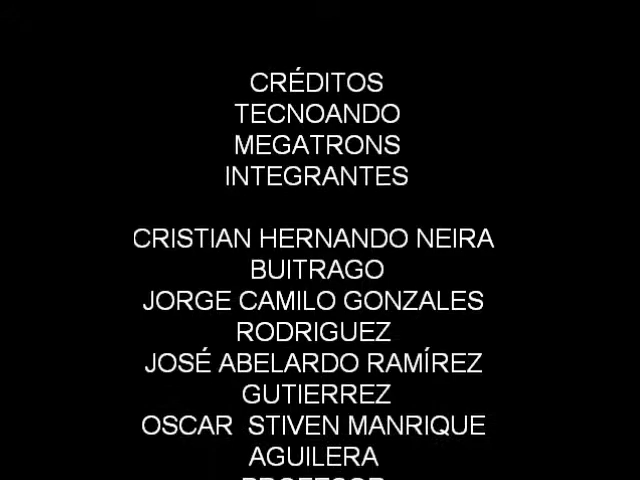 CRÉDITOS
TECNOANDO
MEGATRONS
INTEGRANTES
CRISTIAN HERNANDO NEIRA
BUITRAGO
JORGE CAMILO GONZALES
RODRIGUEZ
JOSÉ ABELARDO RAMÍREZ
GUTIERREZ
OSCAR  STIVEN MANRIQUE
AGUILERA